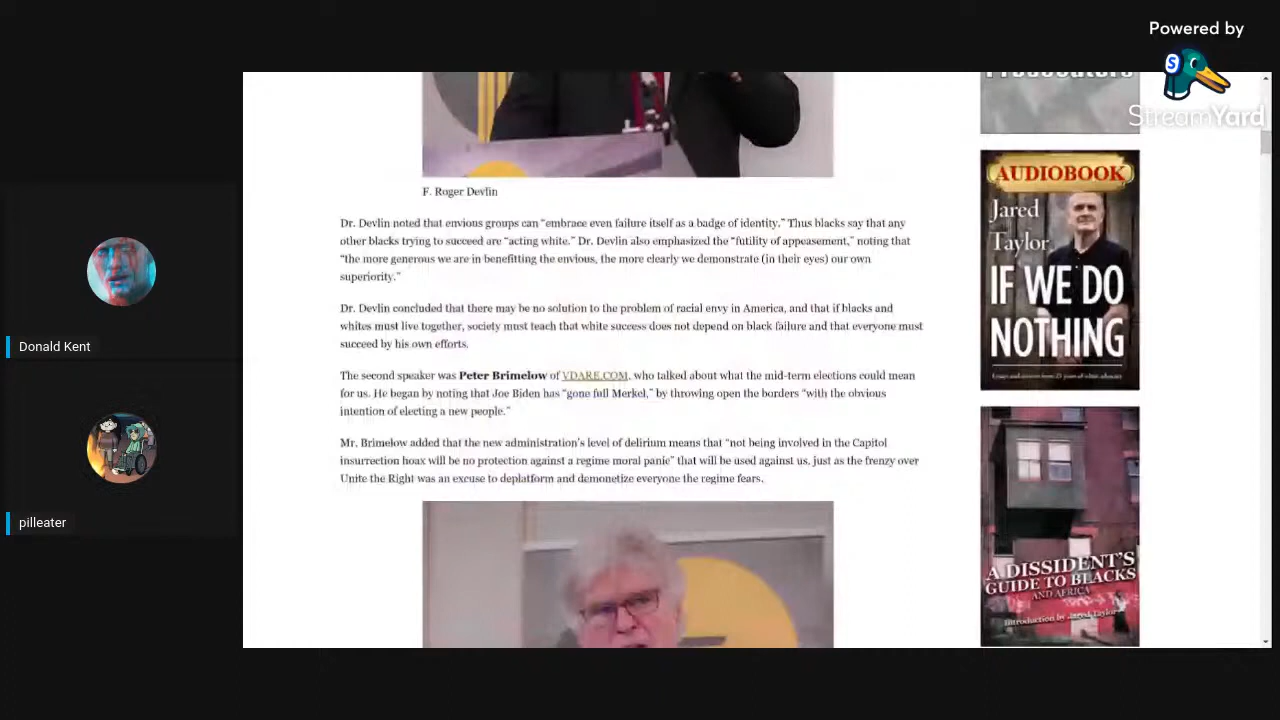 Powered by
StreamYard
F. Roger Devlin
Dr. Devlin noted that envious groups can “embrace even failure itself as a badge of identity.” Thus blacks say that any
other blacks trying to succeed are “acting white.” Dr. Devlin also emphasized the “futility of appeasement,” noting that
“the more generous we are in benefitting the envious, the more clearly we demonstrate (in their eyes) our own
superiority.”
Dr. Devlin concluded that there may be no solution to the problem of racial envy in America, and that if blacks and
whites must live together, society must teach that white success does not depend on black failure and that everyone must
succeed by his own efforts.
The second speaker was Peter Brimelow of VDARE.COM, who talked about what the mid-term elections could mean
for us. He began by noting that Joe Biden has “gone full Merkel,” by throwing open the borders “with the obvious
intention of electing a new people.”
Mr. Brimelow added that the new administration’s level of delirium means that “not being involved in the Capitol
insurrection hoax will be no protection against a regime moral panic” that will be used against us, just as the frenzy over
Unite the Right was an excuse to deplatform and demonetize everyone the regime fears.
AUDIOBOOK
Jared
Taylor
IF WE DO
NOTHING
A DISSIDENT'S
GUIDE TO BLACKS
AND AFRICA
Introduction by Jared Taylor
Donald Kent
pilleater